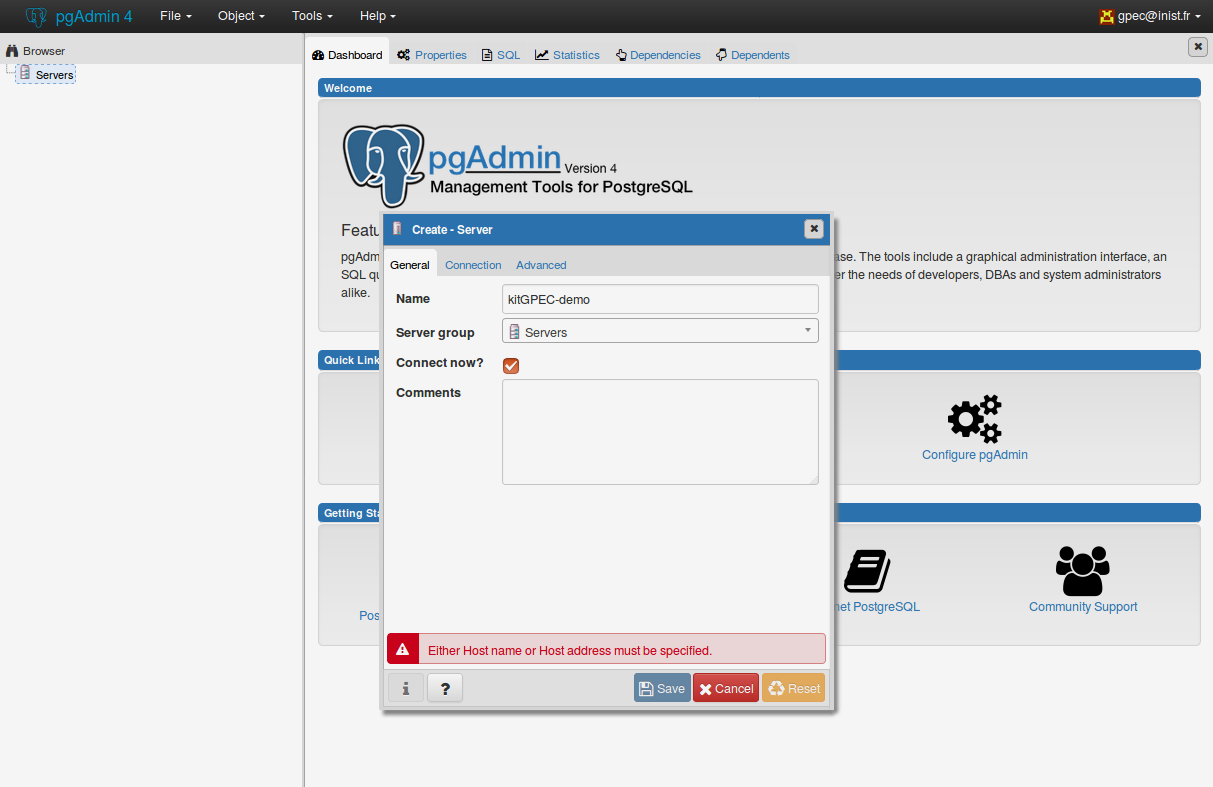 pgAdmin 4
File
Object
Tools
Help
gpec@inist.fr
Browser
Servers
Dashboard
Properties
SQL
Statistics
Dependencies
Dependents
Welcome
pgAdmin Version 4
Management Tools for PostgreSQL
Featu
pgAdm
ase. The tools include a graphical administration interface, an
SQL qu
er the needs of developers, DBAs and system administrators
alike.
Create - Server
General
Connection
Advanced
Name
kitGPEC-demo
Server group
Servers
Connect now?
Comments
Quick Link
Configure pgAdmin
Getting Sta
Pos
net PostgreSQL
Community Support
Either Host name or Host address must be specified.
i
?
Save
Cancel
Reset